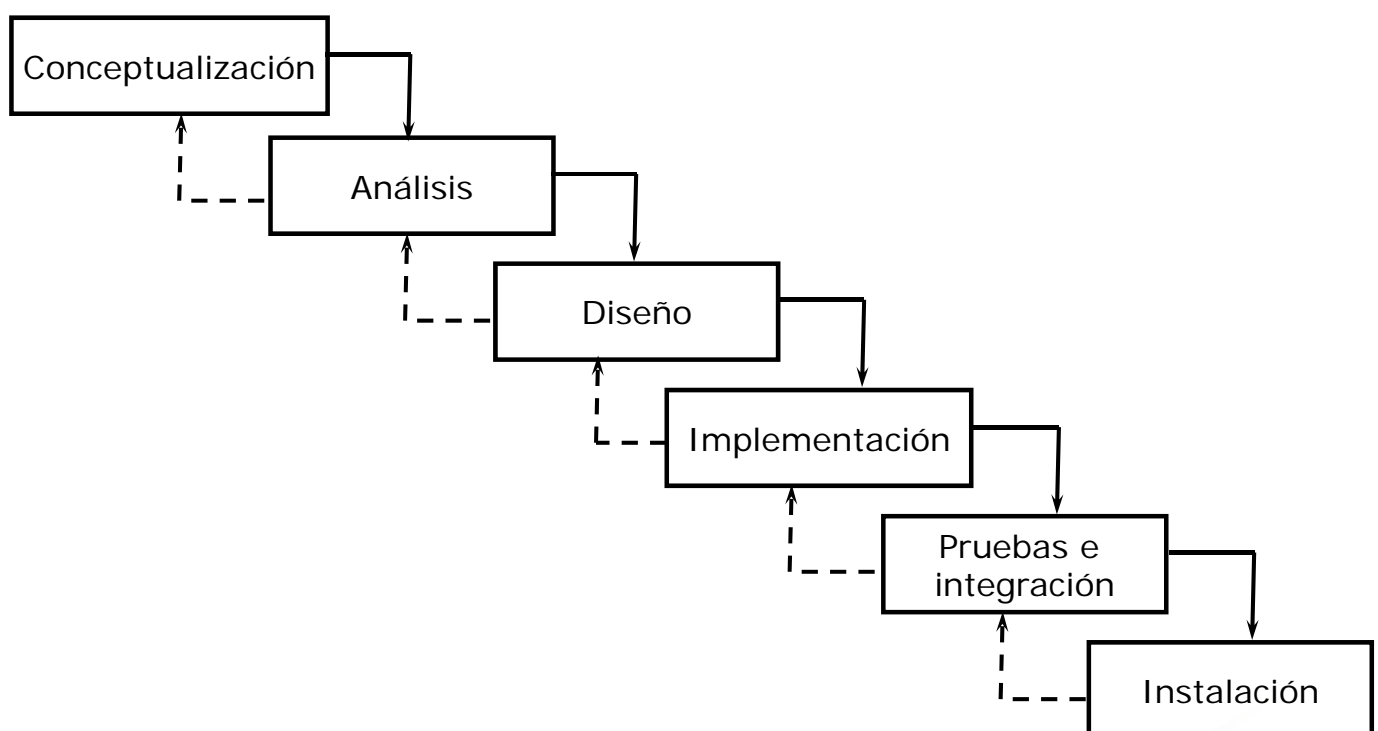 Conceptualización
Análisis
Diseño
Implementación
Pruebas e
integración
Instalación